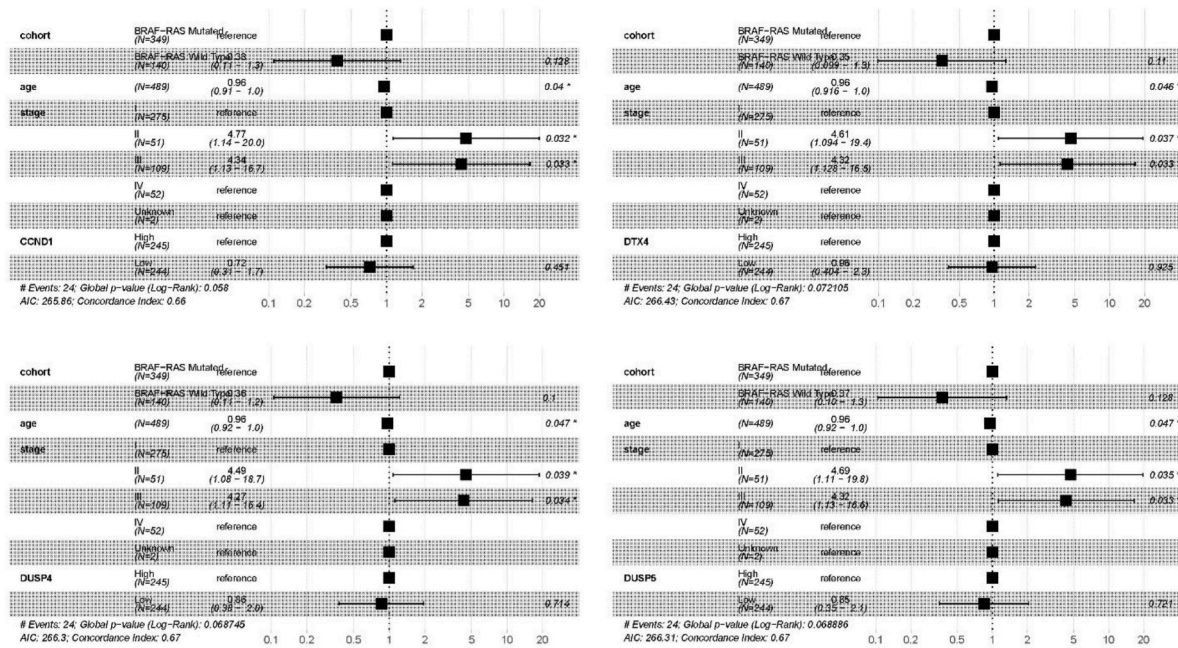 cohort BRAF-RAS Mutated (N=349) reference
BRAF-RAS Wild Type (N=140) 0.38 (0.11 - 1.3) 0.128
age (N=489) 0.96 (0.91 - 1.0) 0.04 *
stage I (N=275) reference
II (N=51) 4.77 (1.14 - 20.0) 0.032 *
III (N=109) 4.34 (1.13 - 16.7) 0.033 *
IV (N=52) reference
Unknown (N=2) reference
CCND1 High (N=245) reference
Low (N=244) 0.72 (0.31 - 1.7) 0.451
# Events: 24; Global p-value (Log-Rank): 0.058
AIC: 265.86; Concordance Index: 0.66
0.1 0.2 0.5 1 2 5 10 20
cohort BRAF-RAS Mutated (N=349) reference
BRAF-RAS Wild Type (N=140) 0.35 (0.099 - 1.3) 0.11
age (N=489) 0.96 (0.916 - 1.0) 0.046 *
stage I (N=275) reference
II (N=51) 4.61 (1.094 - 19.4) 0.037 *
III (N=109) 4.32 (1.128 - 16.5) 0.033 *
IV (N=52) reference
Unknown (N=2) reference
DTX4 High (N=245) reference
Low (N=244) 0.96 (0.404 - 2.3) 0.925
# Events: 24; Global p-value (Log-Rank): 0.072105
AIC: 266.43; Concordance Index: 0.67
0.1 0.2 0.5 1 2 5 10 20
cohort BRAF-RAS Mutated (N=349) reference
BRAF-RAS Wild Type (N=140) 0.36 (0.11 - 1.2) 0.1
age (N=489) 0.96 (0.92 - 1.0) 0.047 *
stage I (N=275) reference
II (N=51) 4.49 (1.08 - 18.7) 0.039 *
III (N=109) 4.27 (1.11 - 16.4) 0.034 *
IV (N=52) reference
Unknown (N=2) reference
DUSP4 High (N=245) reference
Low (N=244) 0.86 (0.38 - 2.0) 0.714
# Events: 24; Global p-value (Log-Rank): 0.068745
AIC: 266.3; Concordance Index: 0.67
0.1 0.2 0.5 1 2 5 10 20
cohort BRAF-RAS Mutated (N=349) reference
BRAF-RAS Wild Type (N=140) 0.37 (0.10 - 1.3) 0.128
age (N=489) 0.96 (0.92 - 1.0) 0.047 *
stage I (N=275) reference
II (N=51) 4.69 (1.11 - 19.8) 0.035 *
III (N=109) 4.32 (1.13 - 16.6) 0.033 *
IV (N=52) reference
Unknown (N=2) reference
DUSP5 High (N=245) reference
Low (N=244) 0.85 (0.35 - 2.1) 0.721
# Events: 24; Global p-value (Log-Rank): 0.068886
AIC: 266.31; Concordance Index: 0.67
0.1 0.2 0.5 1 2 5 10 20